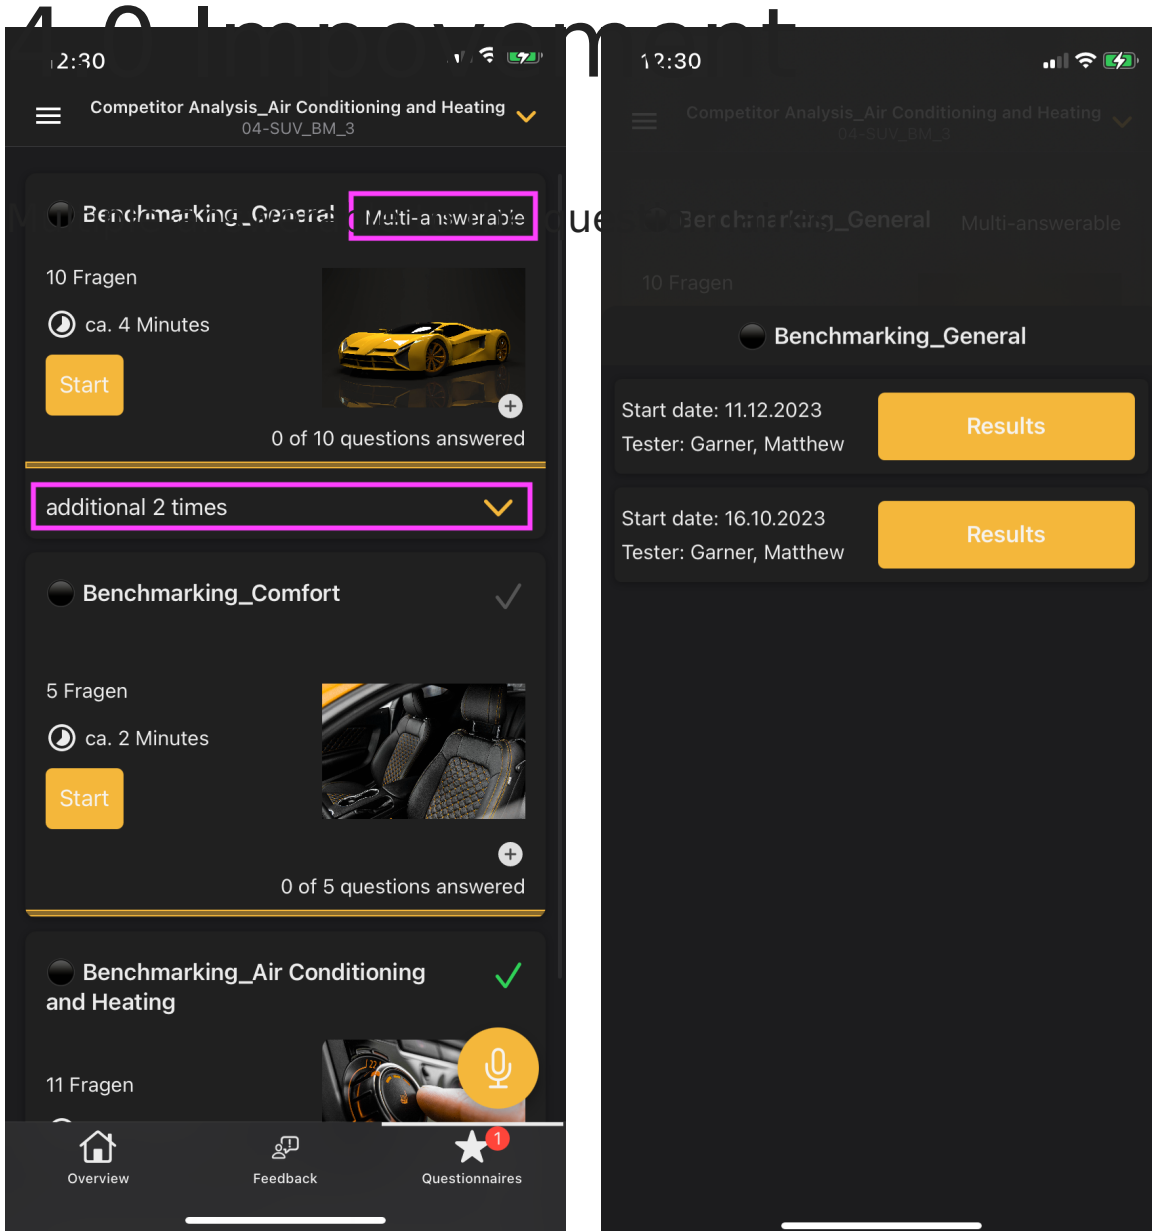 4.0 Impovement
12:30
Competitor Analysis_Air Conditioning and Heating
04-SUV_BM_3
Benchmarking_General
Multi-answerable
10 Fragen
ca. 4 Minutes
Start
0 of 10 questions answered
additional 2 times
Benchmarking_Comfort
5 Fragen
ca. 2 Minutes
Start
0 of 5 questions answered
Benchmarking_Air Conditioning
and Heating
11 Fragen
Overview
Feedback
1
Questionnaires
12:30
Competitor Analysis_Air Conditioning and Heating
04-SUV_BM_3
Benchmarking_General
Multi-answerable
10 Fragen
Benchmarking_General
Start date: 11.12.2023
Tester: Garner, Matthew
Results
Start date: 16.10.2023
Tester: Garner, Matthew
Results